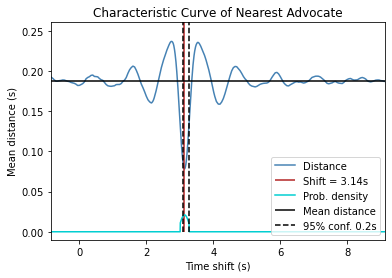 Characteristic Curve of Nearest Advocate
Mean distance (s)
0.25
0.20
0.15
0.10
0.05
0.00
Distance
Shift = 3.14s
Prob. density
Mean distance
95% conf. 0.2s
0 2 4 6 8
Time shift (s)